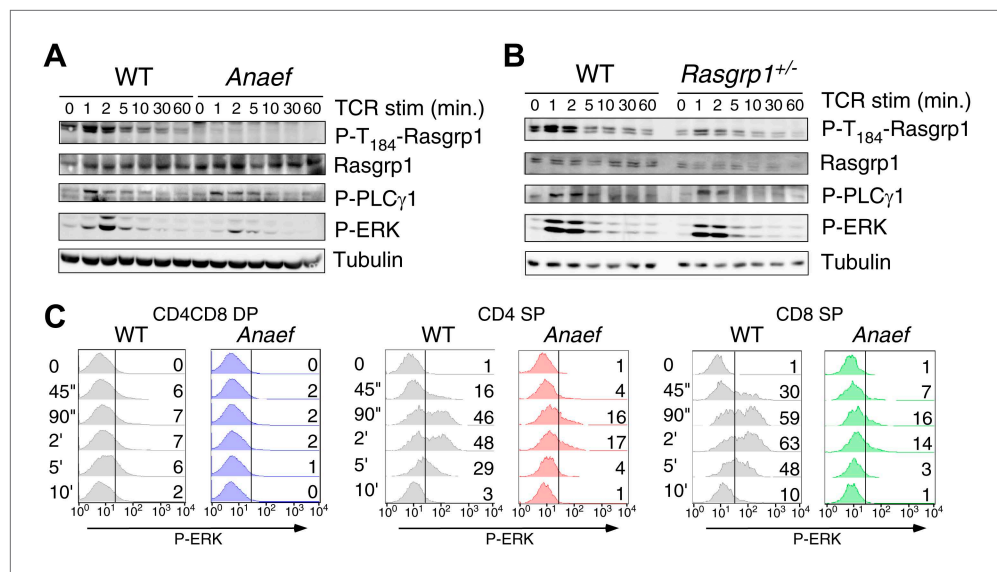 A
WT Anaef
0 1 2 5 10 30 60 0 1 2 5 10 30 60 TCR stim (min.)
P-T184-Rasgrp1
Rasgrp1
P-PLCγ1
P-ERK
Tubulin
B
WT Rasgrp1+/-
0 1 2 5 10 30 60 0 1 2 5 10 30 60 TCR stim (min.)
P-T184-Rasgrp1
Rasgrp1
P-PLCγ1
P-ERK
Tubulin
C
CD4CD8 DP CD4 SP CD8 SP
WT Anaef WT Anaef WT Anaef
0 0 0 0 1 1 0 1 1
45" 6 2 45" 16 4 45" 30 7
90" 7 2 90" 46 16 90" 59 16
2' 7 2 2' 48 17 2' 63 14
5' 6 1 5' 29 4 5' 48 3
10' 2 0 10' 3 1 10' 10 1
100 101 102 103 104 100 101 102 103 104 100 101 102 103 104 100 101 102 103 104 100 101 102 103 104 100 101 102 103 104
P-ERK P-ERK P-ERK